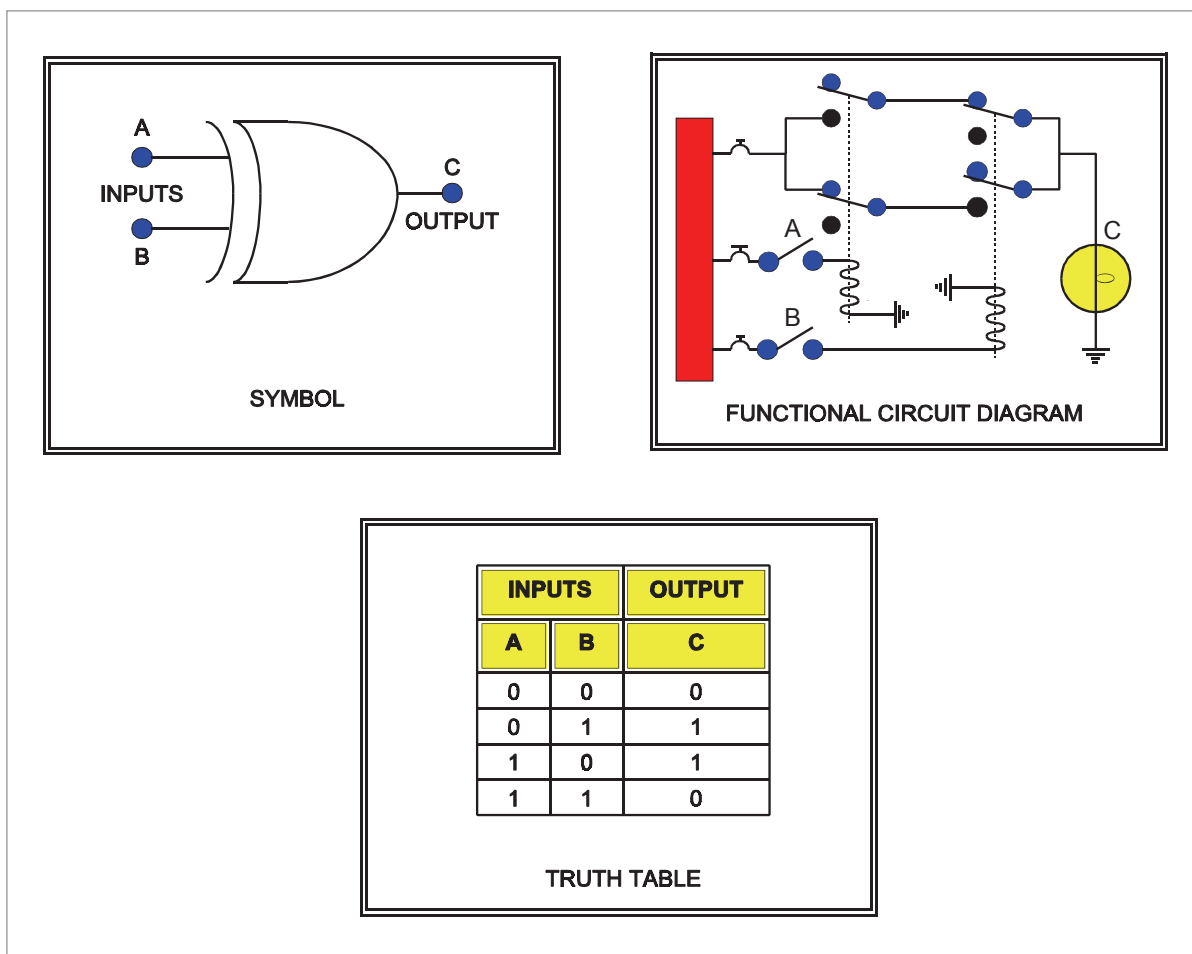 A
INPUTS
B
C
OUTPUT
SYMBOL
A
B
C
FUNCTIONAL CIRCUIT DIAGRAM
INPUTS OUTPUT
A B C
0 0 0
0 1 1
1 0 1
1 1 0
TRUTH TABLE